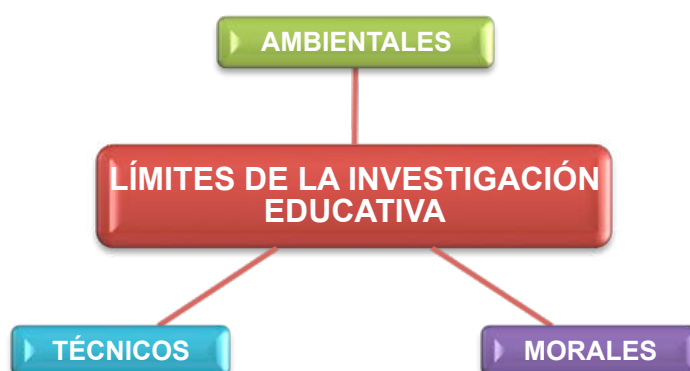 AMBIENTALES
LÍMITES DE LA INVESTIGACIÓN
EDUCATIVA
TÉCNICOS
MORALES